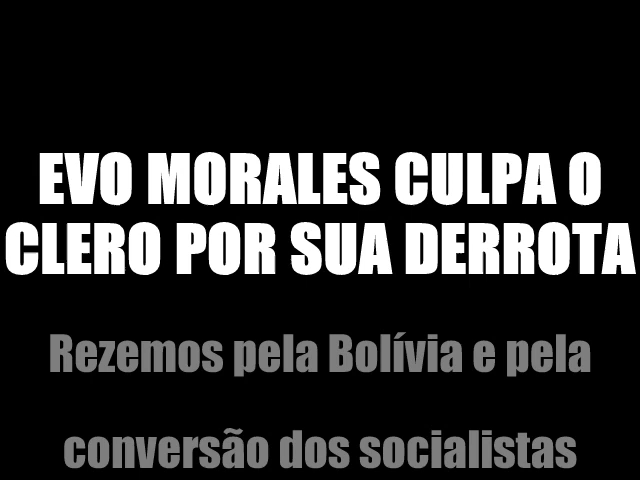 EVO MORALES CULPA O
CLERO POR SUA DERROTA
Rezemos pela Bolívia e pela
conversão dos socialistas